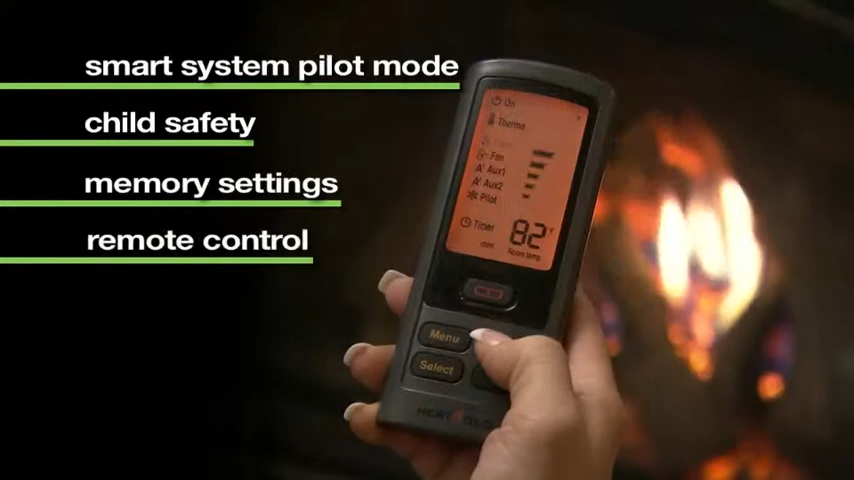 smart system pilot mode
child safety
memory settings
remote control
On
Thermo
Fan
Aux1
Aux2
Pilot
Timer
82
min
Room temp
Menu
Select